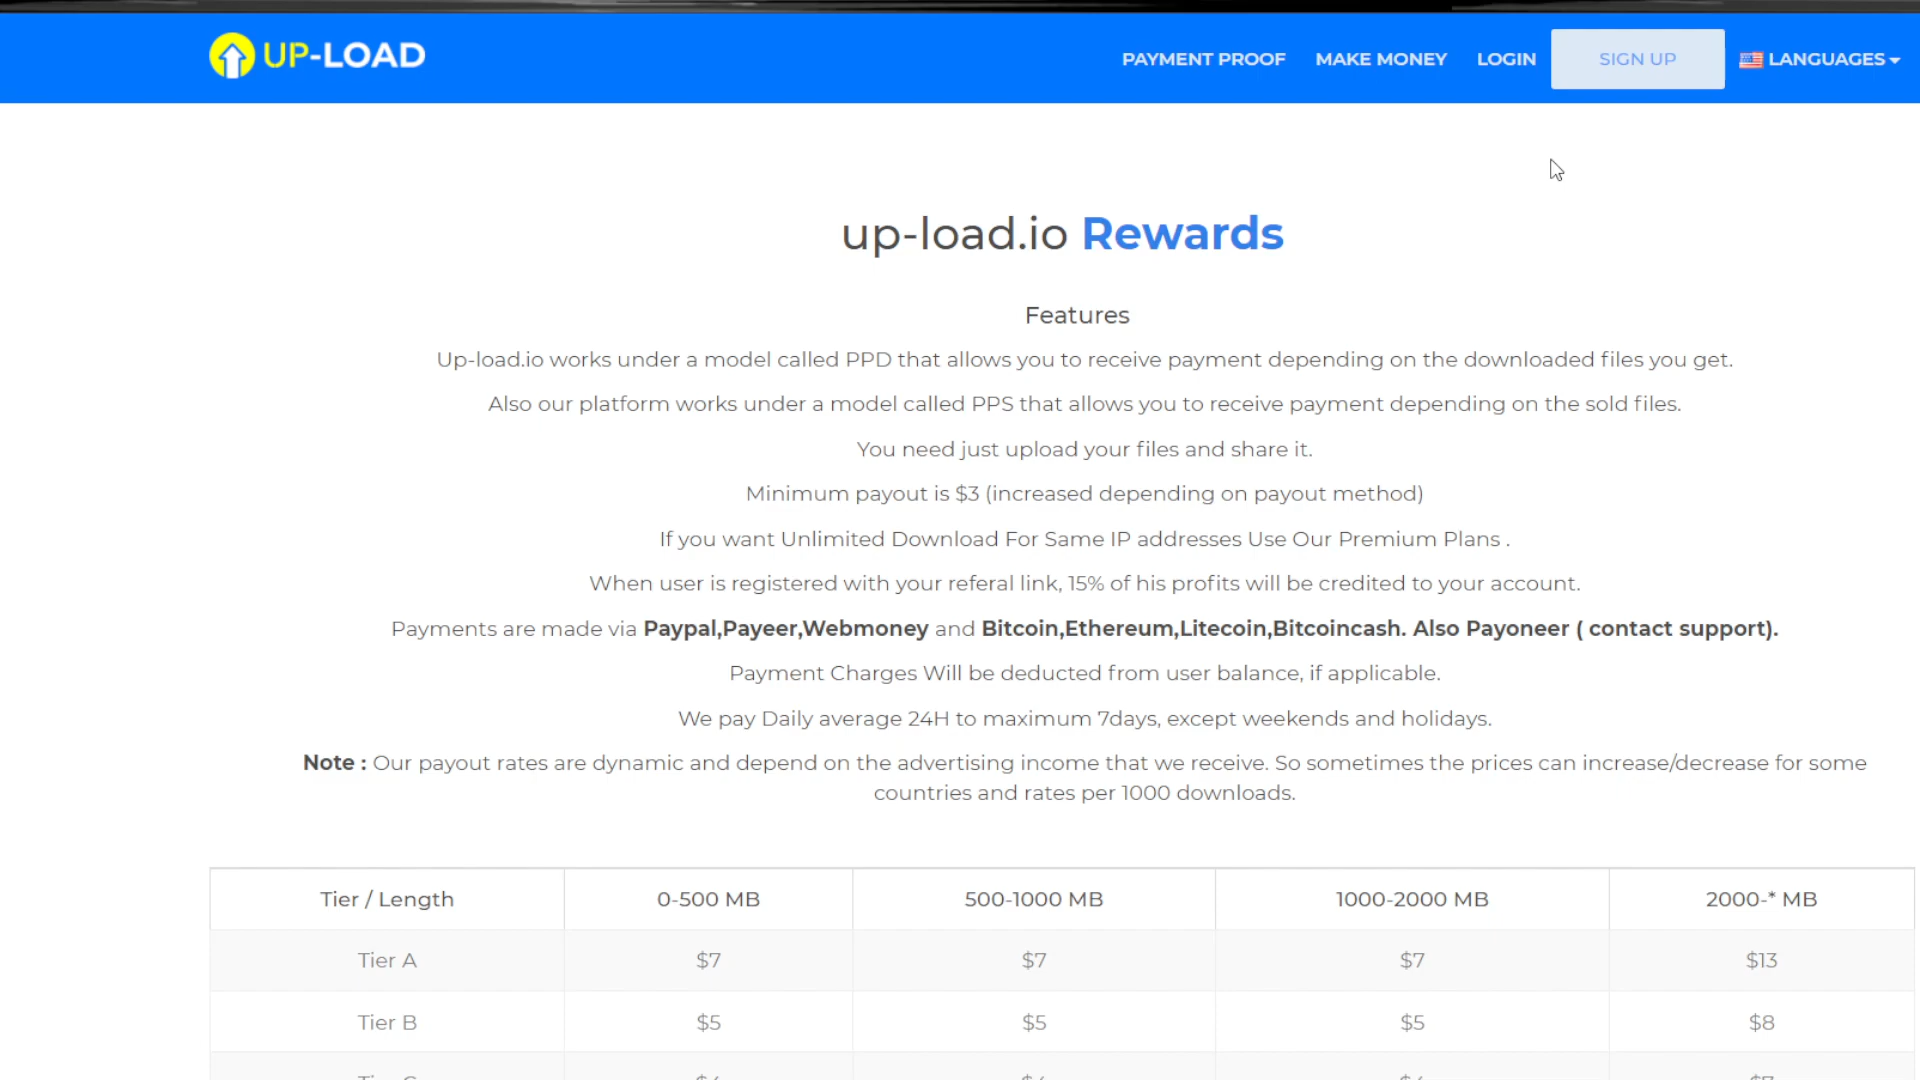 UP-LOAD
PAYMENT PROOF MAKE MONEY LOGIN SIGN UP LANGUAGES
up-load.io Rewards
Features
Up-load.io works under a model called PPD that allows you to receive payment depending on the downloaded files you get.
Also our platform works under a model called PPS that allows you to receive payment depending on the sold files.
You need just upload your files and share it.
Minimum payout is $3 (increased depending on payout method)
If you want Unlimited Download For Same IP addresses Use Our Premium Plans .
When user is registered with your referal link, 15% of his profits will be credited to your account.
Payments are made via Paypal,Payeer,Webmoney and Bitcoin,Ethereum,Litecoin,Bitcoincash. Also Payoneer ( contact support).
Payment Charges Will be deducted from user balance, if applicable.
We pay Daily average 24H to maximum 7days, except weekends and holidays.
Note : Our payout rates are dynamic and depend on the advertising income that we receive. So sometimes the prices can increase/decrease for some
countries and rates per 1000 downloads.
Tier / Length 0-500 MB 500-1000 MB 1000-2000 MB 2000-* MB
Tier A $7 $7 $7 $13
Tier B $5 $5 $5 $8